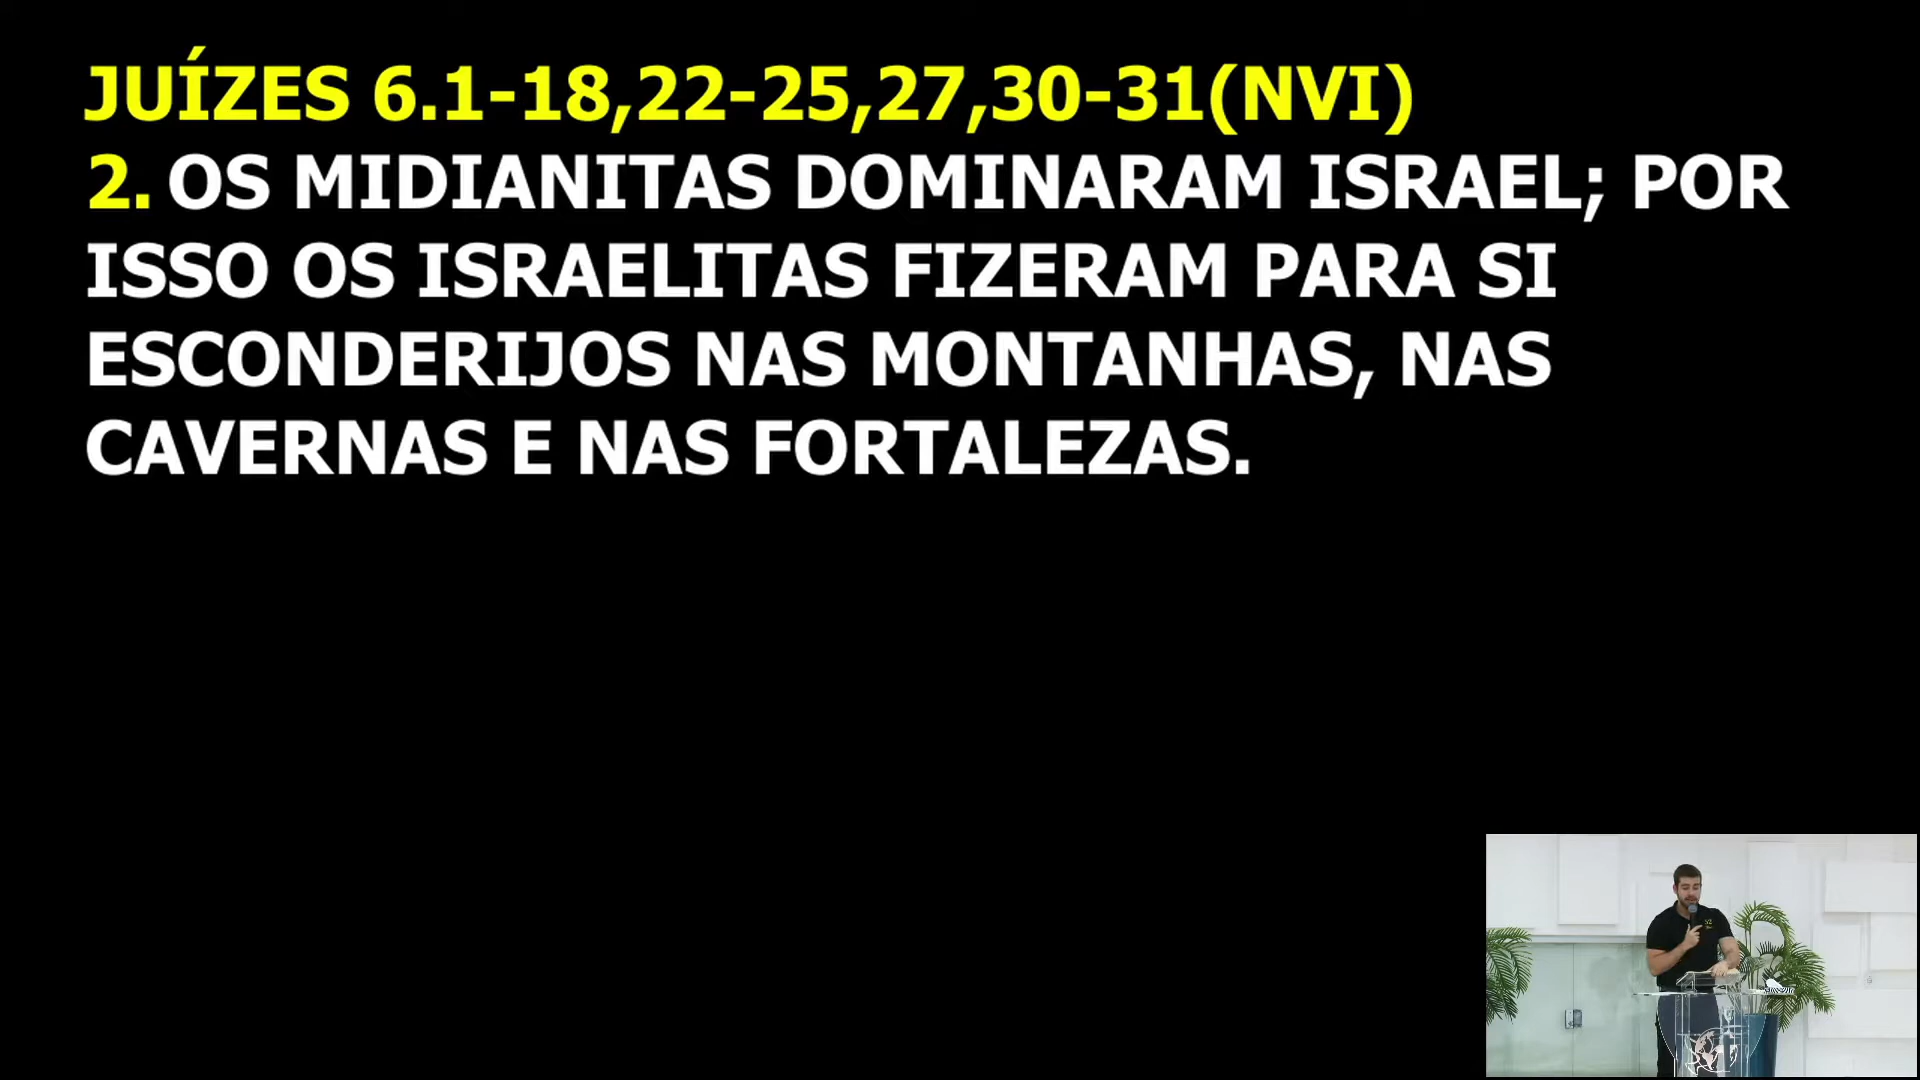 JUÍZES 6.1-18,22-25,27,30-31(NVI)
2. OS MIDIANITAS DOMINARAM ISRAEL; POR
ISSO OS ISRAELITAS FIZERAM PARA SI
ESCONDERIJOS NAS MONTANHAS, NAS
CAVERNAS E NAS FORTALEZAS.